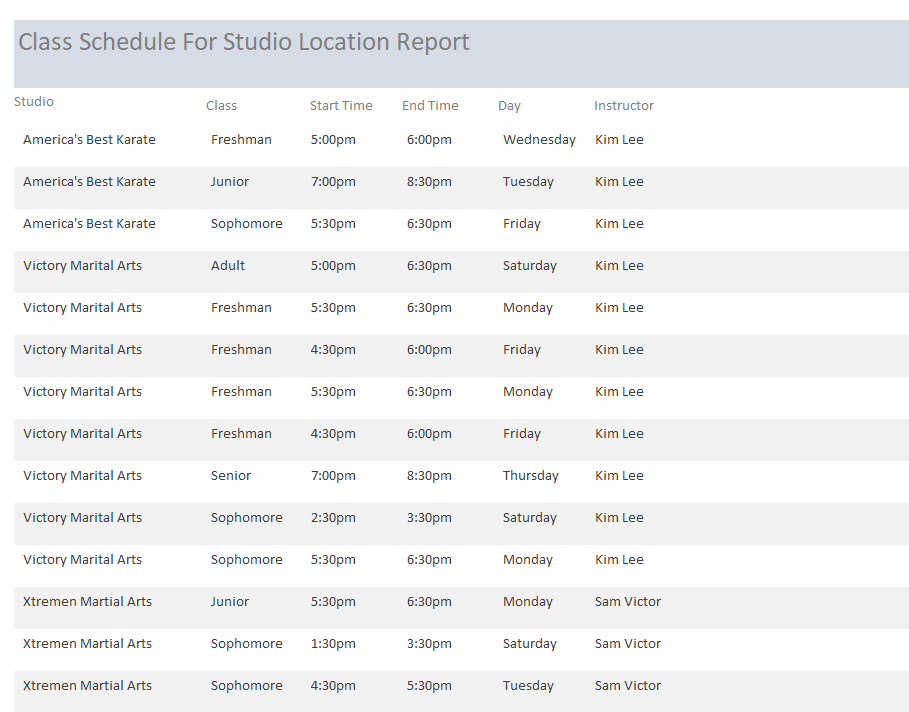 Class Schedule For Studio Location Report
Studio Class Start Time End Time Day Instructor
America's Best Karate Freshman 5:00pm 6:00pm Wednesday Kim Lee
America's Best Karate Junior 7:00pm 8:30pm Tuesday Kim Lee
America's Best Karate Sophomore 5:30pm 6:30pm Friday Kim Lee
Victory Marital Arts Adult 5:00pm 6:30pm Saturday Kim Lee
Victory Marital Arts Freshman 5:30pm 6:30pm Monday Kim Lee
Victory Marital Arts Freshman 4:30pm 6:00pm Friday Kim Lee
Victory Marital Arts Freshman 5:30pm 6:30pm Monday Kim Lee
Victory Marital Arts Freshman 4:30pm 6:00pm Friday Kim Lee
Victory Marital Arts Senior 7:00pm 8:30pm Thursday Kim Lee
Victory Marital Arts Sophomore 2:30pm 3:30pm Saturday Kim Lee
Victory Marital Arts Sophomore 5:30pm 6:30pm Monday Kim Lee
Xtremen Martial Arts Junior 5:30pm 6:30pm Monday Sam Victor
Xtremen Martial Arts Sophomore 1:30pm 3:30pm Saturday Sam Victor
Xtremen Martial Arts Sophomore 4:30pm 5:30pm Tuesday Sam Victor